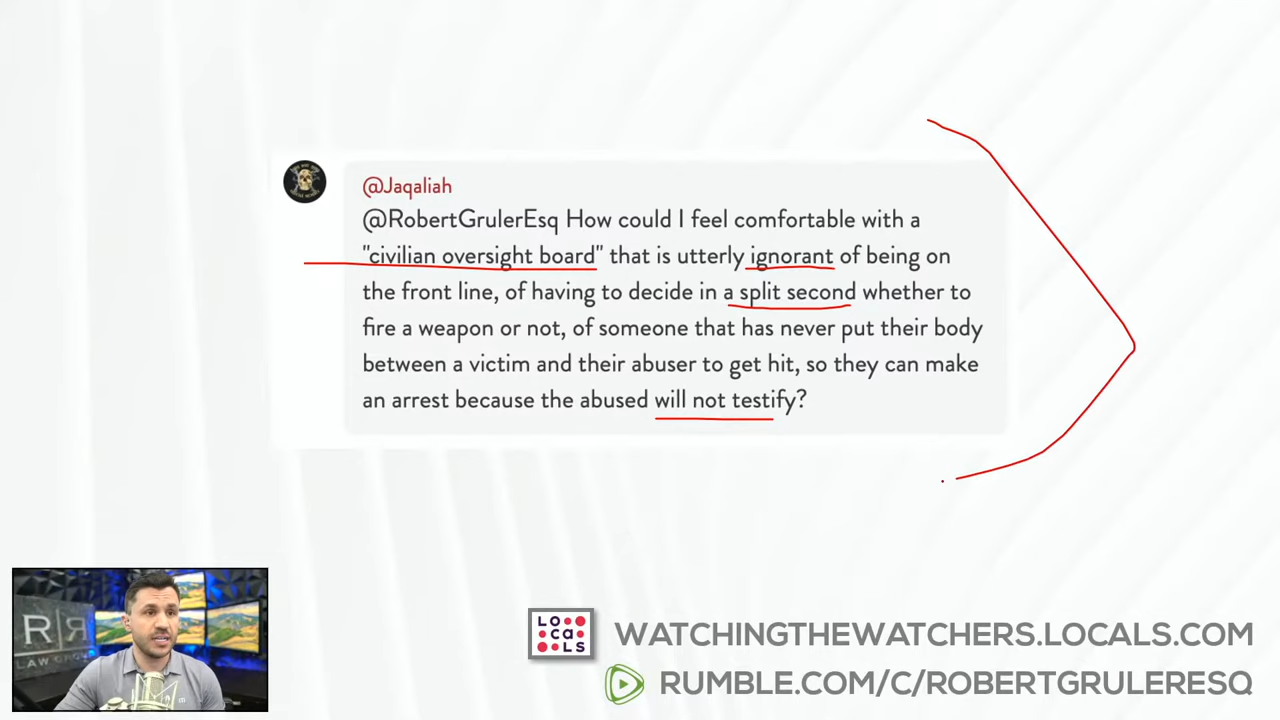 @Jaqaliah
@RobertGrulerEsq How could I feel comfortable with a
"civilian oversight board" that is utterly ignorant of being on
the front line, of having to decide in a split second whether to
fire a weapon or not, of someone that has never put their body
between a victim and their abuser to get hit, so they can make
an arrest because the abused will not testify?
R|R
LAW GROUP
LO
caS
LS
WATCHINGTHEWATCHERS.LOCALS.COM
RUMBLE.COM/C/ROBERTGRULERESQ